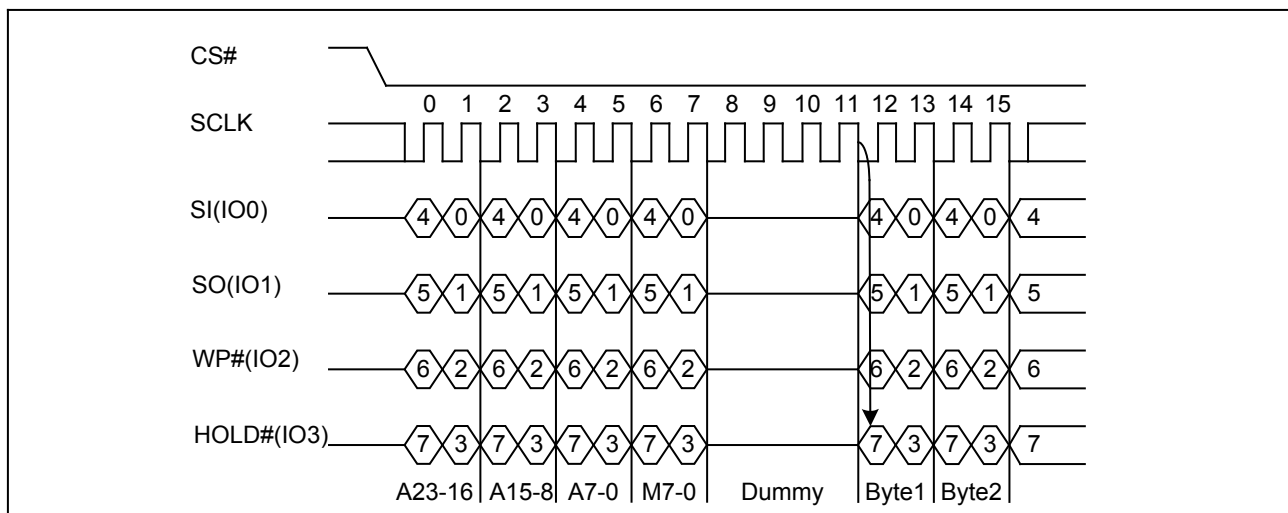 CS#
0 1 2 3 4 5 6 7 8 9 10 11 12 13 14 15
SCLK
SI(IO0) 4 0 4 0 4 0 4 0 4 0 4 0 4
SO(IO1) 5 1 5 1 5 1 5 1 5 1 5 1 5
WP#(IO2) 6 2 6 2 6 2 6 2 6 2 6 2 6
HOLD#(IO3) 7 3 7 3 7 3 7 3 7 3 7 3 7
A23-16 A15-8 A7-0 M7-0 Dummy Byte1 Byte2